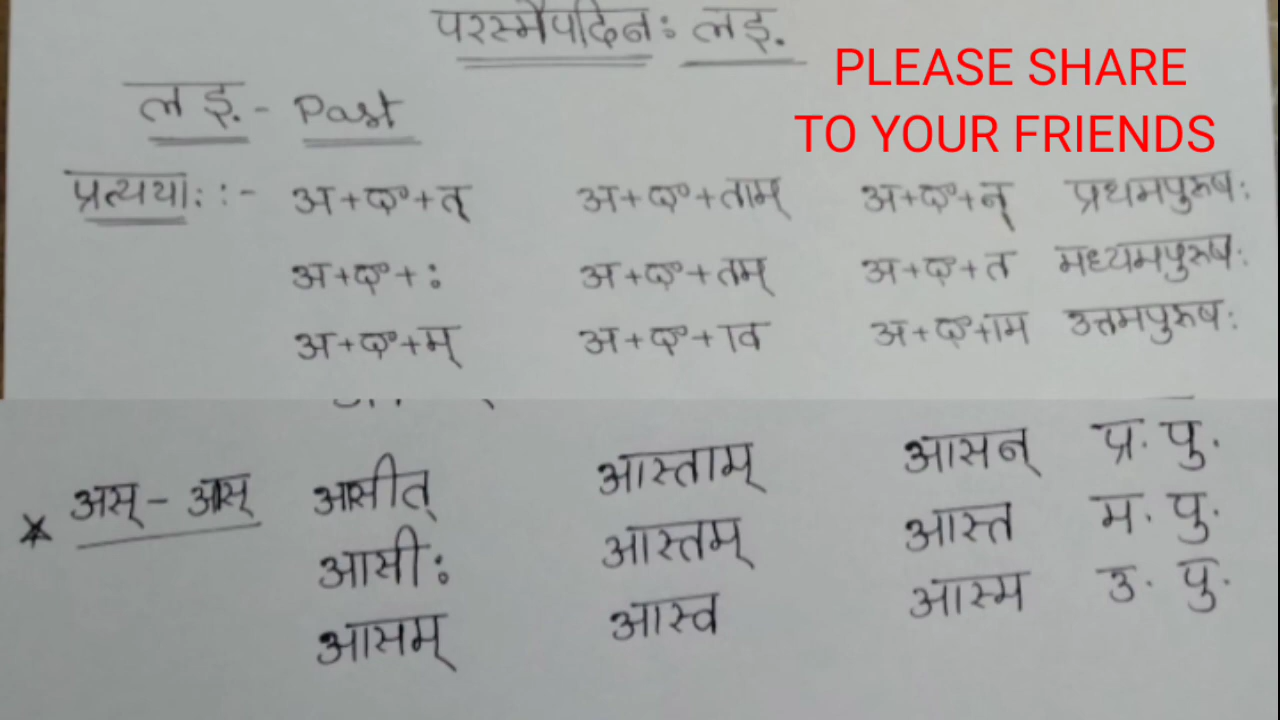 परस्मैपदिनः लङ्.
PLEASE SHARE
TO YOUR FRIENDS
लङ्. - Past
प्रत्ययाः :- अ+धा॰+त् अ+धा॰+ताम् अ+धा॰+न् प्रथमपुरुषः
अ+धा॰+ः अ+धा॰+तम् अ+धा॰+त मध्यमपुरुषः
अ+धा॰+म् अ+धा॰+ाव अ+धा॰+ाम उत्तमपुरुषः
अस् - आस् आसीत् आस्ताम् आसन् प्र. पु.
आसीः आस्तम् आस्त म. पु.
आसम् आस्व आस्म उ. पु.